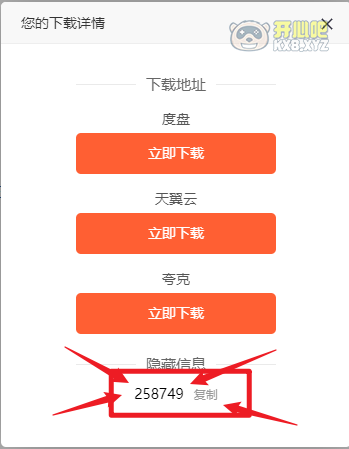 您的下载详情
开心吧
KX8.XYZ
下载地址
度盘
立即下载
天翼云
立即下载
夸克
立即下载
隐藏信息
258749 复制